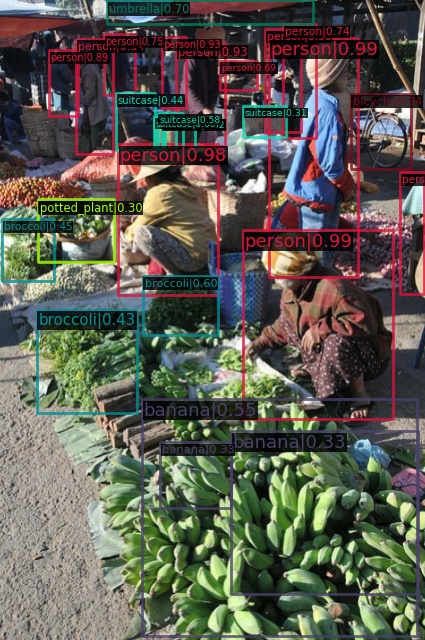 umbrella|0.70
person|0.74
person|0.75
person|0.93
person|0.93
person|0.99
person|0.89
person|0.69
suitcase|0.44
suitcase|0.31
suitcase|0.58
person|0.98
pers
potted_plant|0.30
broccoli|0.45
person|0.99
broccoli|0.60
broccoli|0.43
banana|0.55
banana|0.33
banana|0.33